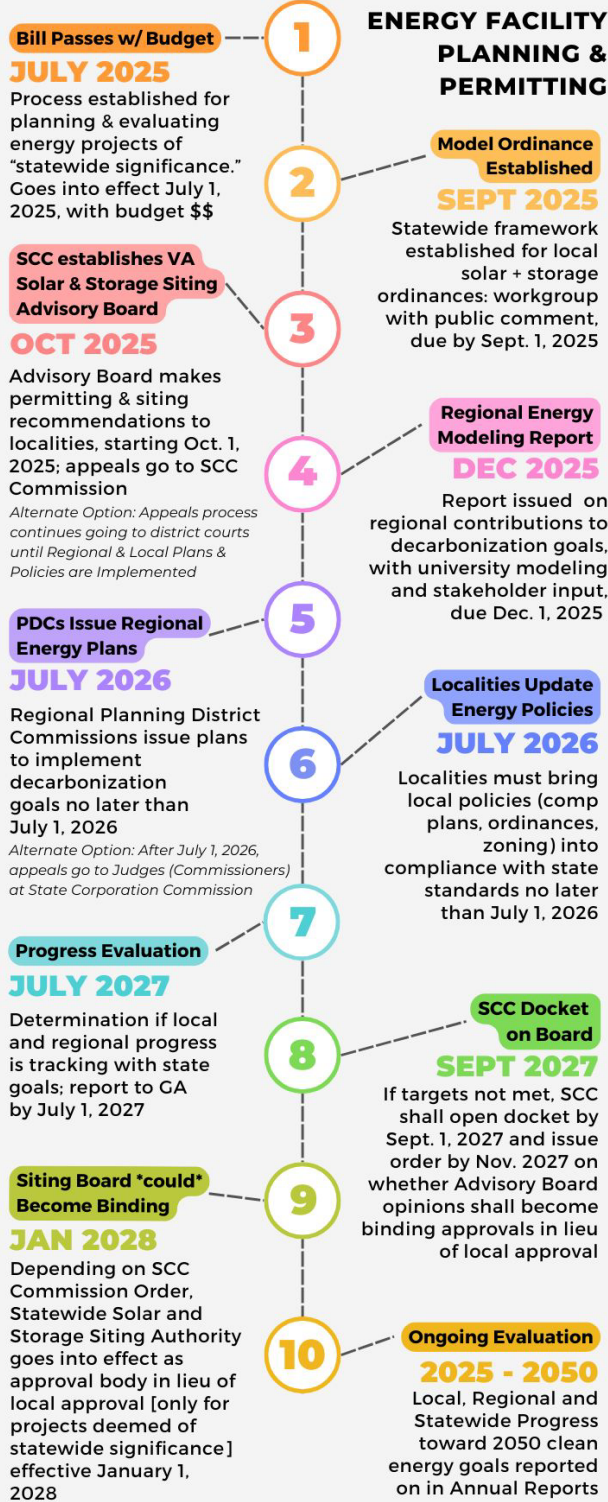 ENERGY FACILITY
PLANNING &
PERMITTING
1
Bill Passes w/ Budget
JULY 2025
Process established for
planning & evaluating
energy projects of
“statewide significance.”
Goes into effect July 1,
2025, with budget $$
2
Model Ordinance
Established
SEPT 2025
Statewide framework
established for local
solar + storage
ordinances: workgroup
with public comment,
due by Sept. 1, 2025
3
SCC establishes VA
Solar & Storage Siting
Advisory Board
OCT 2025
Advisory Board makes
permitting & siting
recommendations to
localities, starting Oct. 1,
2025; appeals go to SCC
Commission
Alternate Option: Appeals process
continues going to district courts
until Regional & Local Plans &
Policies are Implemented
4
Regional Energy
Modeling Report
DEC 2025
Report issued on
regional contributions to
decarbonization goals,
with university modeling
and stakeholder input,
due Dec. 1, 2025
5
PDCs Issue Regional
Energy Plans
JULY 2026
Regional Planning District
Commissions issue plans
to implement
decarbonization
goals no later than
July 1, 2026
Alternate Option: After July 1, 2026,
appeals go to Judges (Commissioners)
at State Corporation Commission
6
Localities Update
Energy Policies
JULY 2026
Localities must bring
local policies (comp
plans, ordinances,
zoning) into
compliance with state
standards no later
than July 1, 2026
7
Progress Evaluation
JULY 2027
Determination if local
and regional progress
is tracking with state
goals; report to GA
by July 1, 2027
8
SCC Docket
on Board
SEPT 2027
If targets not met, SCC
shall open docket by
Sept. 1, 2027 and issue
order by Nov. 2027 on
whether Advisory Board
opinions shall become
binding approvals in lieu
of local approval
9
Siting Board *could*
Become Binding
JAN 2028
Depending on SCC
Commission Order,
Statewide Solar and
Storage Siting Authority
goes into effect as
approval body in lieu of
local approval [only for
projects deemed of
statewide significance]
effective January 1,
2028
10
Ongoing Evaluation
2025 - 2050
Local, Regional and
Statewide Progress
toward 2050 clean
energy goals reported
on in Annual Reports